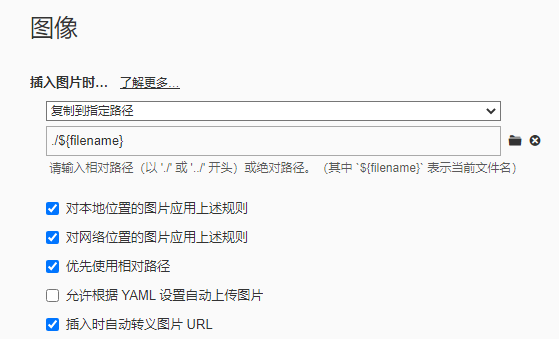 图像
插入图片时… 了解更多…
复制到指定路径
./${filename}
请输入相对路径（以 './' 或 '../' 开头）或绝对路径。（其中 `${filename}` 表示当前文件名）
对本地位置的图片应用上述规则
对网络位置的图片应用上述规则
优先使用相对路径
允许根据 YAML 设置自动上传图片
插入时自动转义图片 URL